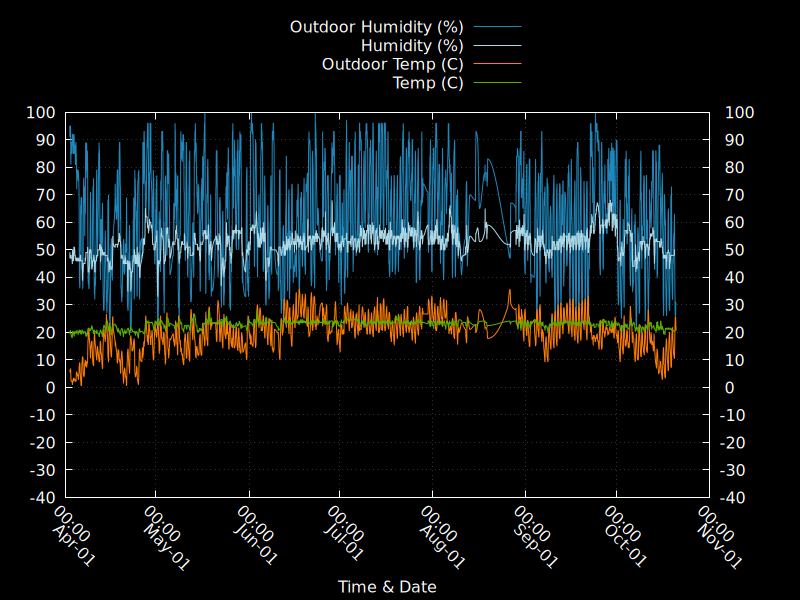 Outdoor Humidity (%)
Humidity (%)
Outdoor Temp (C)
Temp (C)
100 100
90 90
80 80
70 70
60 60
50 50
40 40
30 30
20 20
10 10
0 0
-10 -10
-20 -20
-30 -30
-40 -40
00:00
Apr-01
00:00
May-01
00:00
Jun-01
00:00
Jul-01
00:00
Aug-01
00:00
Sep-01
00:00
Oct-01
00:00
Nov-01
Time & Date